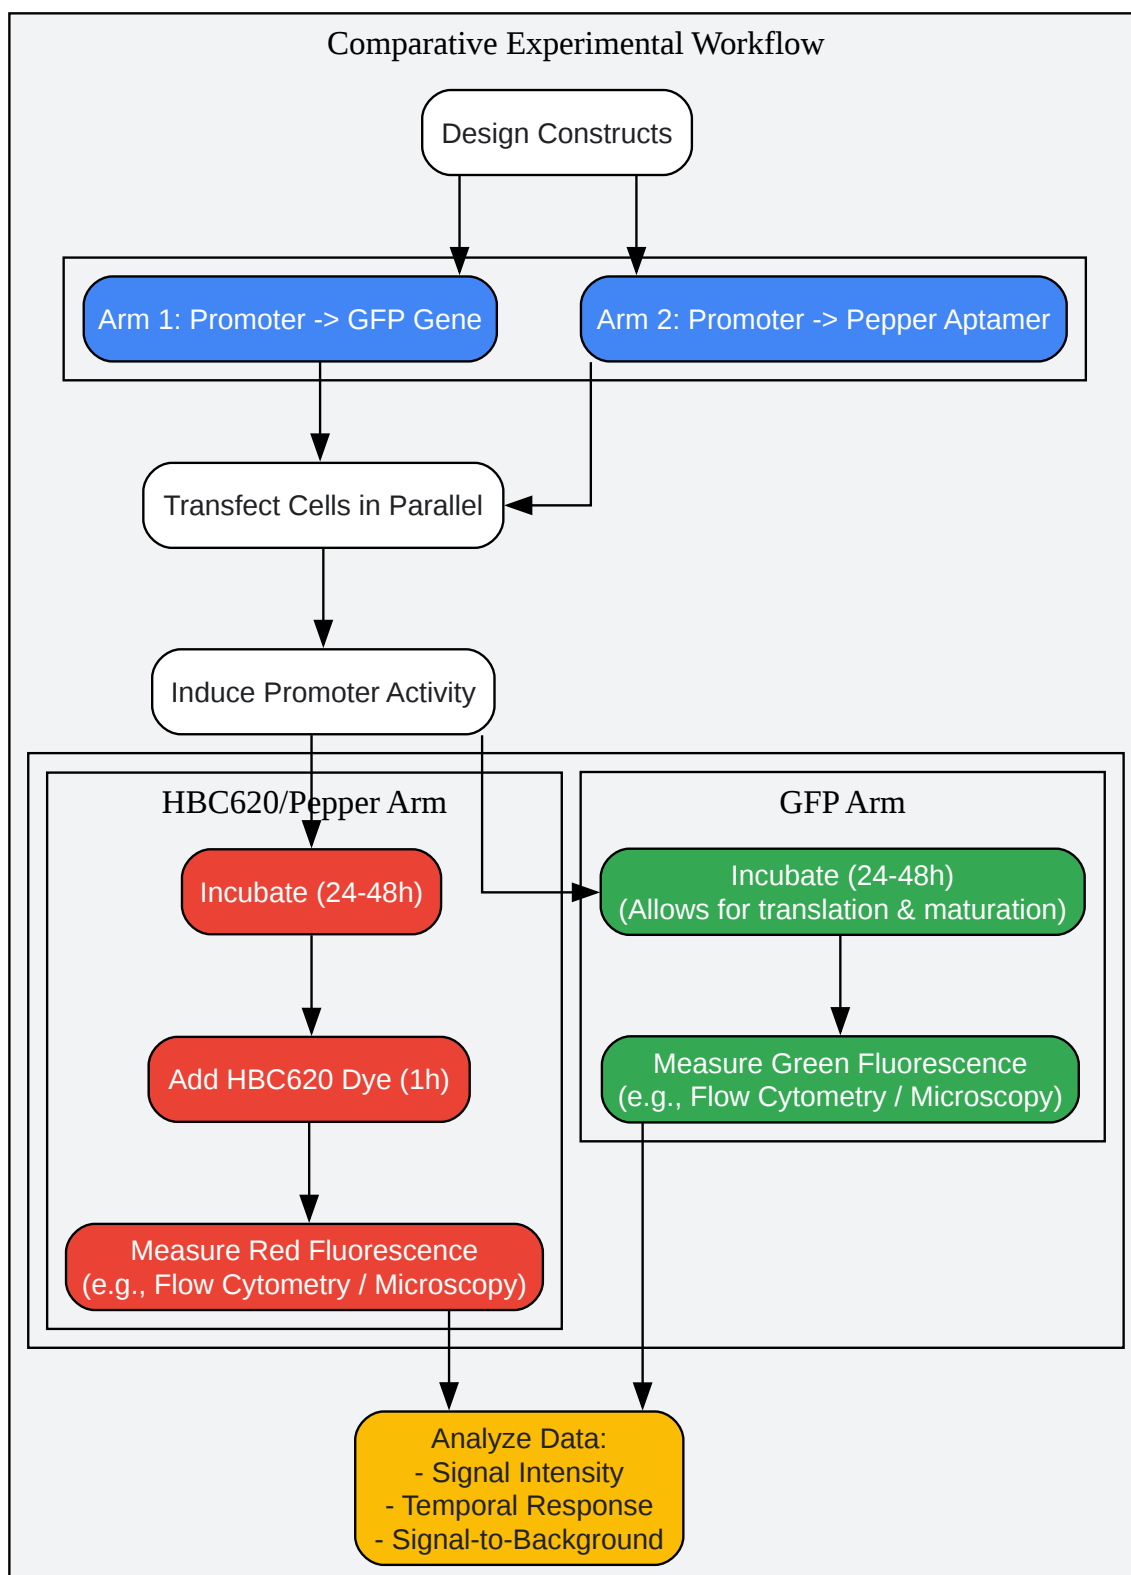 Comparative Experimental Workflow
Design Constructs
Arm 1: Promoter -> GFP Gene
Arm 2: Promoter -> Pepper Aptamer
Transfect Cells in Parallel
Induce Promoter Activity
HBC620/Pepper Arm
Incubate (24-48h)
Add HBC620 Dye (1h)
Measure Red Fluorescence
(e.g., Flow Cytometry / Microscopy)
GFP Arm
Incubate (24-48h)
(Allows for translation & maturation)
Measure Green Fluorescence
(e.g., Flow Cytometry / Microscopy)
Analyze Data:
- Signal Intensity
- Temporal Response
- Signal-to-Background